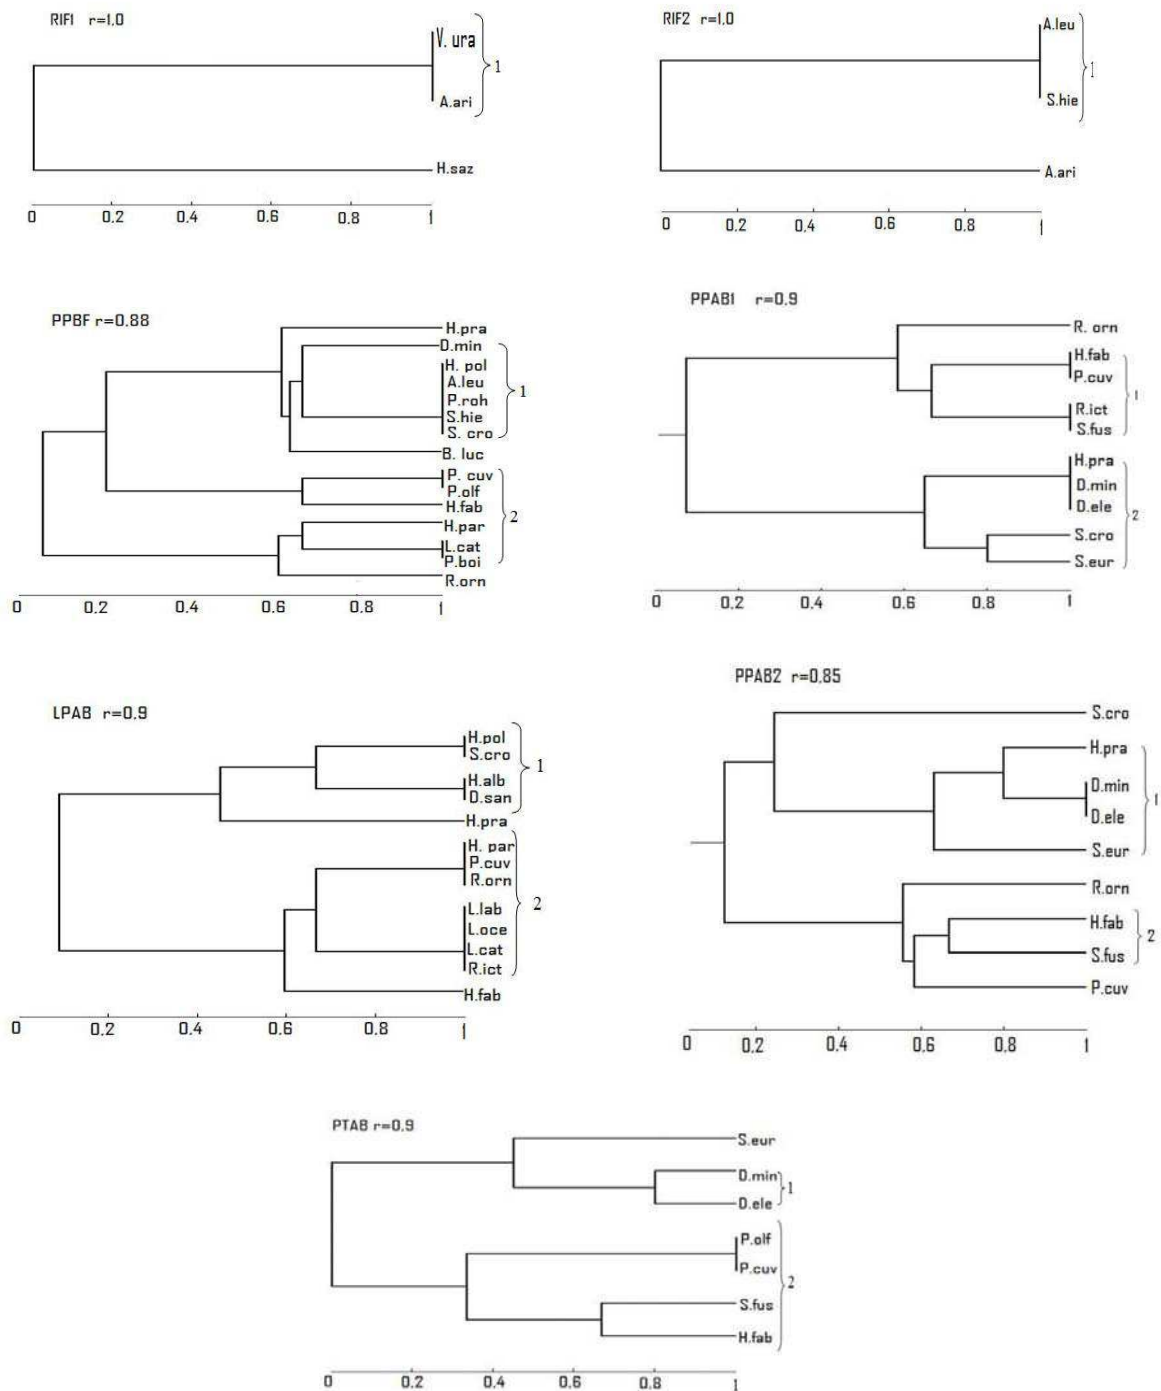 RIF1 r=1,0
V. ura
A.ari
1
H.saz
0 0.2 0.4 0.6 0.8 1
RIF2 r=1,0
A.leu
S.hie
1
A.ari
0 0.2 0.4 0.6 0.8 1
PPBF r=0,88
H.pra
D.min
H. pol
A.leu
P.roh
S.hie
S. cro
1
B. luc
P. cuv
P.olf
H.fab
H.par
L.cat
P.boi
2
R.orn
0 0.2 0.4 0.6 0.8 1
PPAB1 r=0,9
R. orn
H.fab
P.cuv
R.ict
S.fus
1
H.pra
D.min
D.ele
S.cro
S.eur
2
0 0.2 0.4 0.6 0.8 1
LPAB r=0,9
H.pol
S.cro
H.alb
D.san
1
H.pra
H. par
P.cuv
R.orn
L.lab
L.oce
L.cat
R.ict
2
H.fab
0 0.2 0.4 0.6 0.8 1
PPAB2 r=0,85
S.cro
H.pra
D.min
D.ele
S.eur
1
R.orn
H.fab
S.fus
2
P.cuv
0 0.2 0.4 0.6 0.8 1
PTAB r=0,9
S.eur
D.min
D.ele
1
P.olf
P.cuv
S.fus
H.fab
2
0 0.2 0.4 0.6 0.8 1